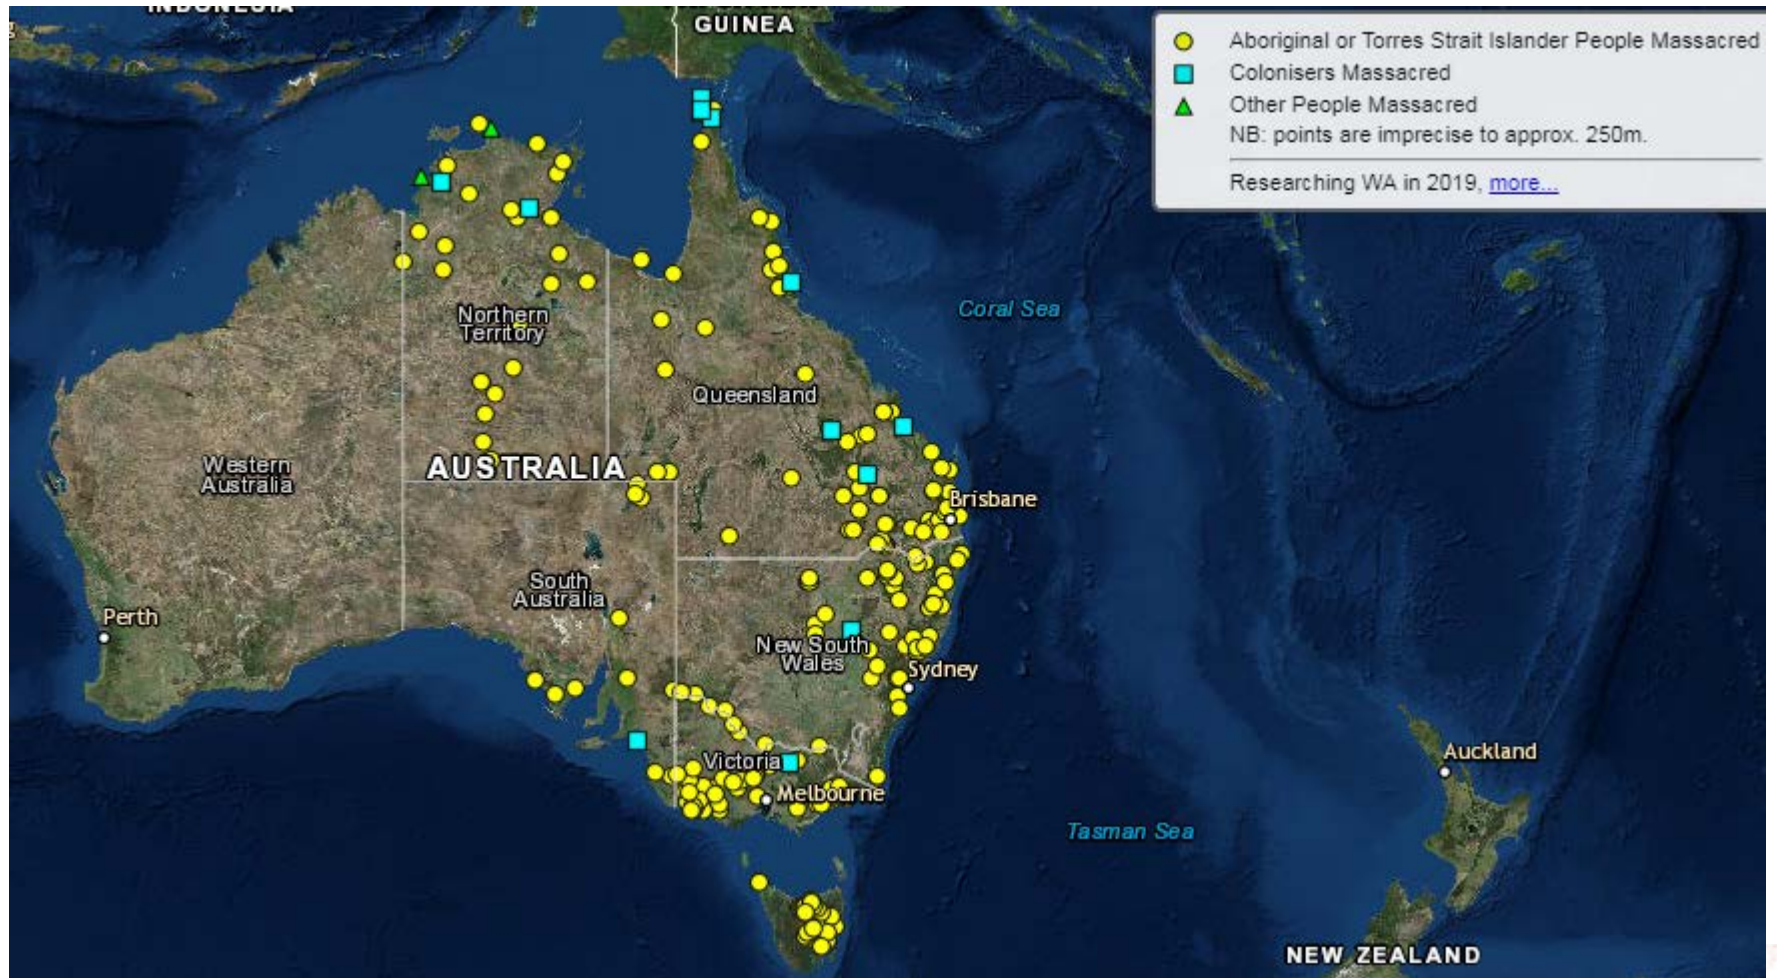 INDONESIA
GUINEA
Aboriginal or Torres Strait Islander People Massacred
Colonisers Massacred
Other People Massacred
NB: points are imprecise to approx. 250m.
Researching WA in 2019, more...
Northern
Territory
Coral Sea
Queensland
AUSTRALIA
Western
Australia
Brisbane
South
Australia
Perth
New South
Wales
Sydney
Victoria
Melbourne
Auckland
Tasman Sea
NEW ZEALAND